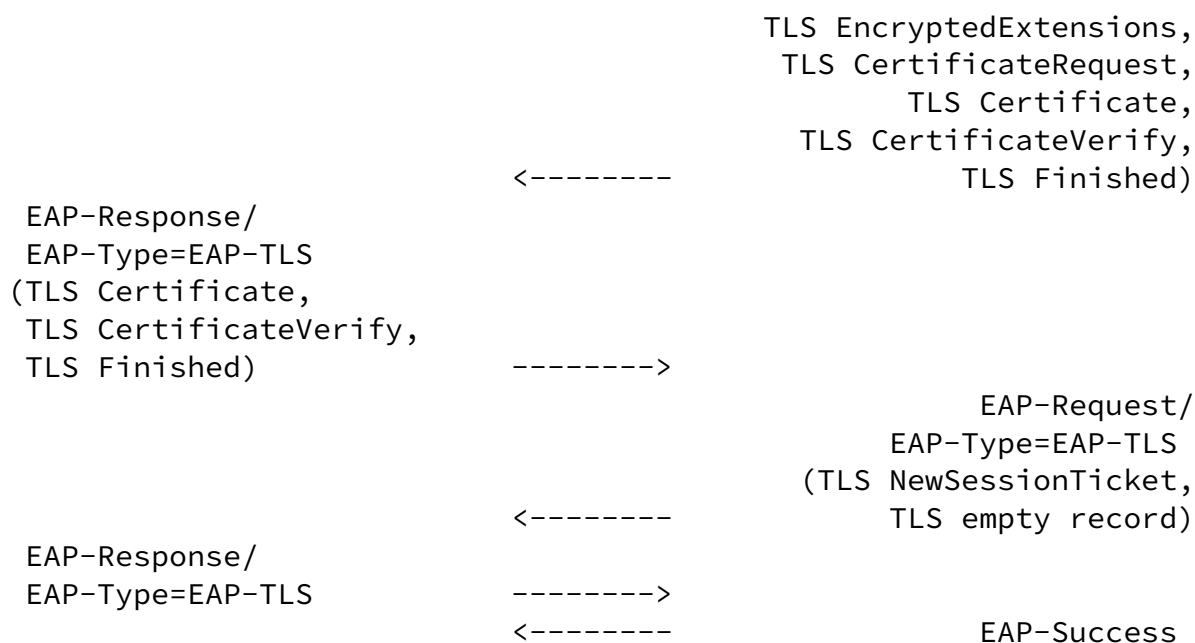 TLS EncryptedExtensions,
TLS CertificateRequest,
TLS Certificate,
TLS CertificateVerify,
<-------- TLS Finished)
EAP-Response/
EAP-Type=EAP-TLS
(TLS Certificate,
TLS CertificateVerify,
TLS Finished) -------->
EAP-Request/
EAP-Type=EAP-TLS
(TLS NewSessionTicket,
<-------- TLS empty record)
EAP-Response/
EAP-Type=EAP-TLS -------->
<-------- EAP-Success